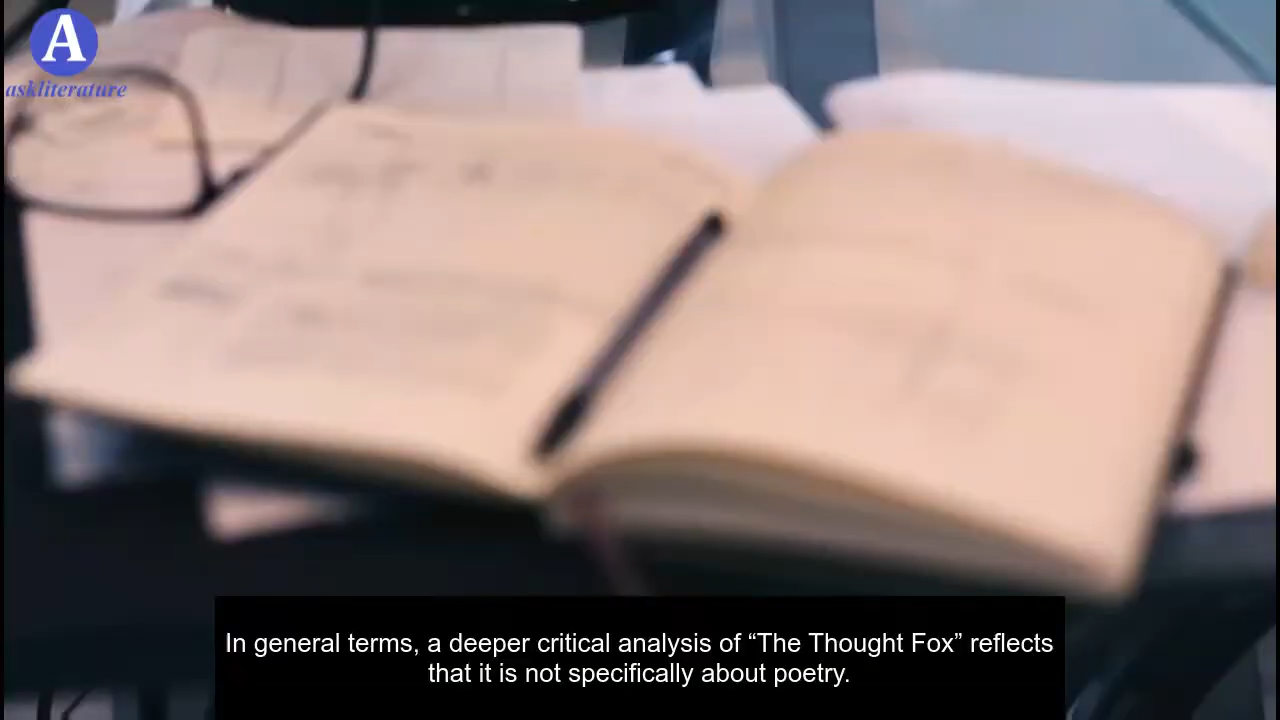 A
askliterature
In general terms, a deeper critical analysis of “The Thought Fox” reflects
that it is not specifically about poetry.